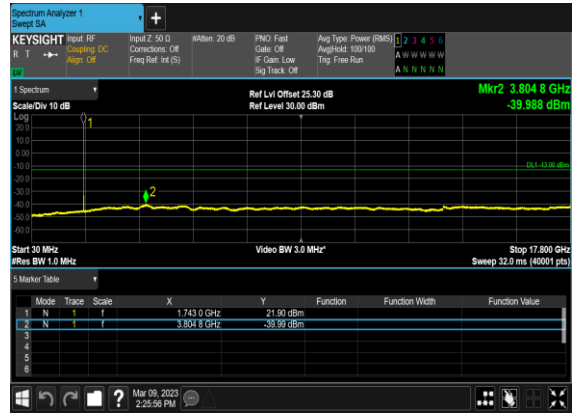 Spectrum Analyzer 1
Swept SA
+
KEYSIGHT Input: RF Input Z: 50 Ω #Atten: 20 dB PNO: Fast Avg Type: Power (RMS) 1 2 3 4 5 6
R T Coupling: DC Corrections: Off Gate: Off Avg|Hold: 100/100 A W W W W W
Align: Off Freq Ref: Int (S) IF Gain: Low Trig: Free Run
LW Sig Track: Off A N N N N N
1 Spectrum Ref Lvl Offset 25.30 dB Mkr2 3.804 8 GHz
Scale/Div 10 dB Ref Level 30.00 dBm -39.988 dBm
Log
1
20.0
10.0
0.00
-10.0
DL1 -13.00 dBm
-20.0
-30.0
2
-40.0
-50.0
-60.0
Start 30 MHz Video BW 3.0 MHz* Stop 17.800 GHz
#Res BW 1.0 MHz Sweep 32.0 ms (40001 pts)
5 Marker Table
Mode Trace Scale X Y Function Function Width Function Value
1 N 1 f 1.743 0 GHz 21.90 dBm
2 N 1 f 3.804 8 GHz -39.99 dBm
3
4
5
6
? Mar 09, 2023
2:25:56 PM